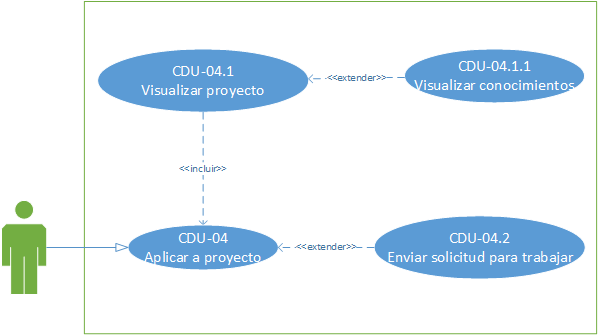 CDU-04.1
Visualizar proyecto
<<extender>>
CDU-04.1.1
Visualizar conocimientos
<<incluir>>
CDU-04
Aplicar a proyecto
<<extender>>
CDU-04.2
Enviar solicitud para trabajar